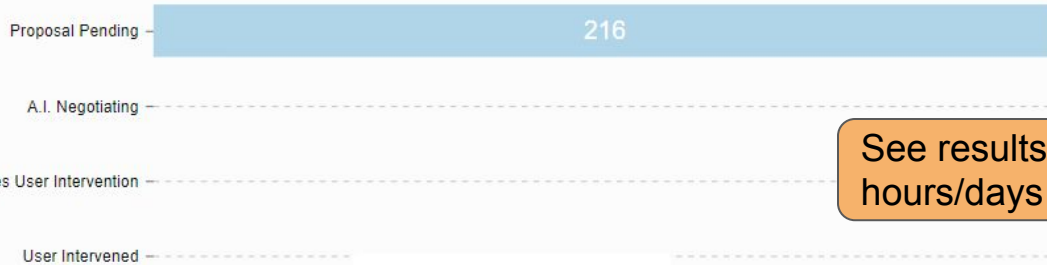 Proposal Pending
216
A.I. Negotiating
See results
hours/days
User Intervention
User Intervened